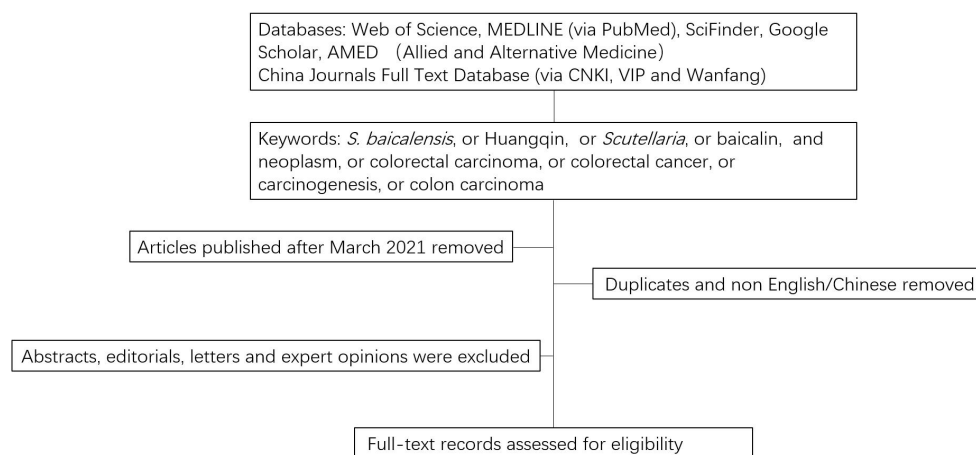 Databases: Web of Science, MEDLINE (via PubMed), SciFinder, Google
Scholar, AMED （Allied and Alternative Medicine）
China Journals Full Text Database (via CNKI, VIP and Wanfang)
Keywords: S. baicalensis, or Huangqin, or Scutellaria, or baicalin, and
neoplasm, or colorectal carcinoma, or colorectal cancer, or
carcinogenesis, or colon carcinoma
Articles published after March 2021 removed
Duplicates and non English/Chinese removed
Abstracts, editorials, letters and expert opinions were excluded
Full-text records assessed for eligibility